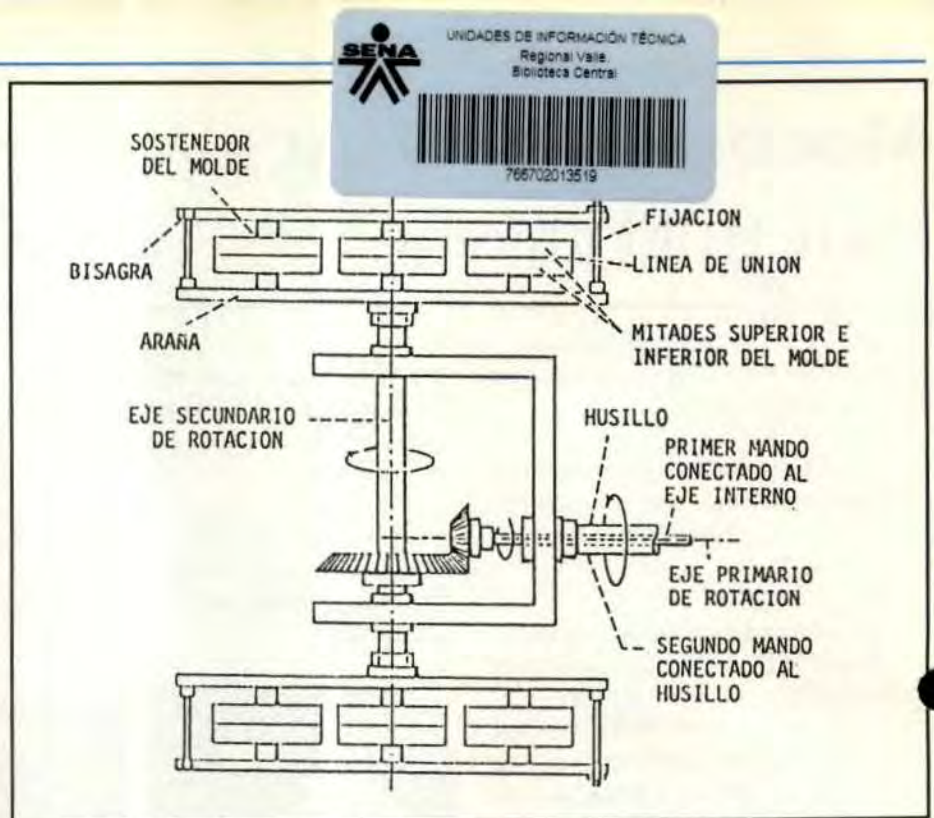 SENA
UNIDADES DE INFORMACIÓN TÉCNICA
Regional Valle.
Biblioteca Central
766702013519
SOSTENEDOR
DEL MOLDE
BISAGRA
ARAÑA
FIJACION
LINEA DE UNION
MITADES SUPERIOR E
INFERIOR DEL MOLDE
EJE SECUNDARIO
DE ROTACION
HUSILLO
PRIMER MANDO
CONECTADO AL
EJE INTERNO
EJE PRIMARIO
DE ROTACION
SEGUNDO MANDO
CONECTADO AL
HUSILLO